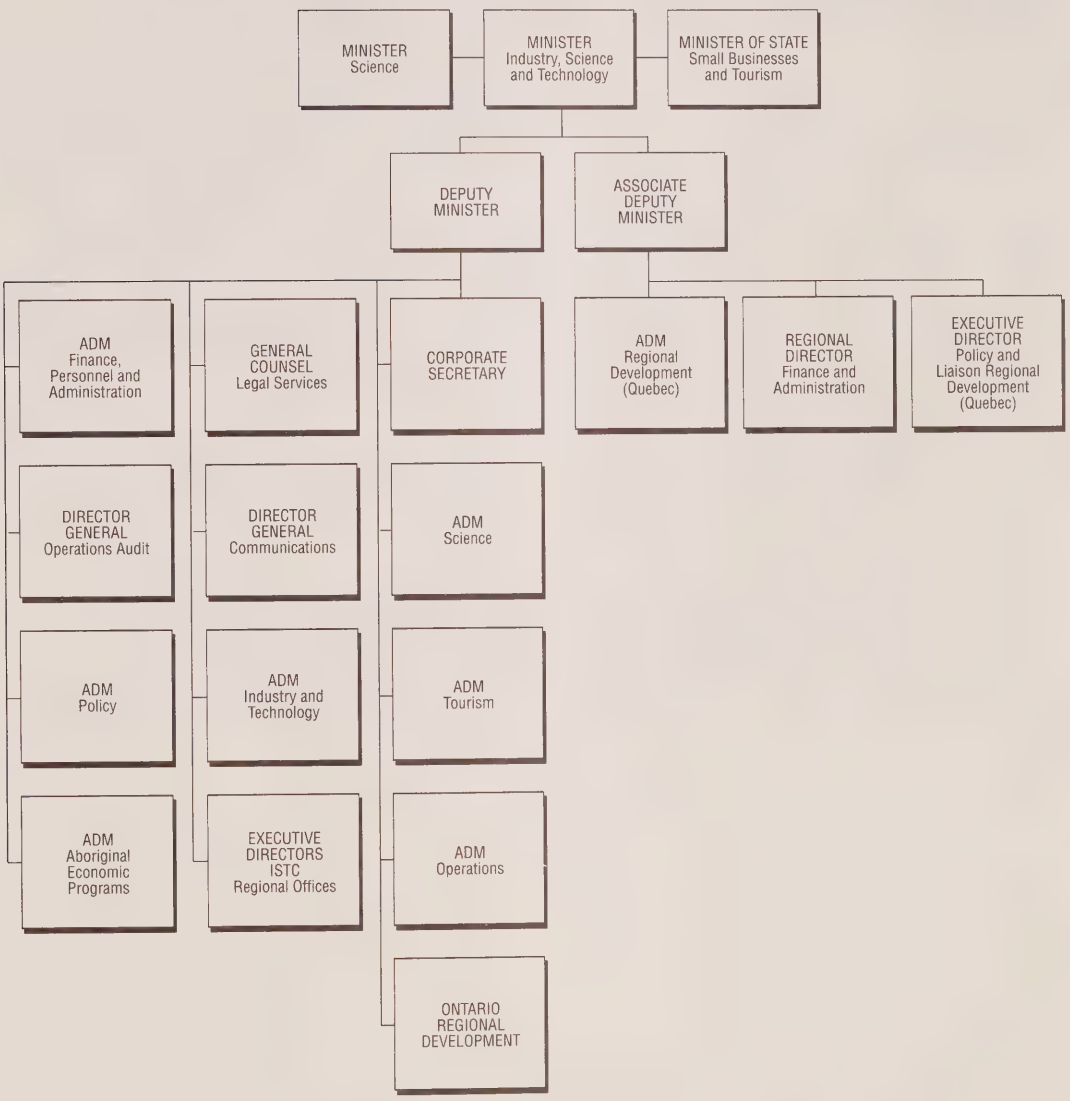 MINISTER
Science
MINISTER
Industry, Science
and Technology
MINISTER OF STATE
Small Businesses
and Tourism
DEPUTY
MINISTER
ASSOCIATE
DEPUTY
MINISTER
ADM
Finance,
Personnel and
Administration
GENERAL
COUNSEL
Legal Services
CORPORATE
SECRETARY
ADM
Regional
Development
(Quebec)
REGIONAL
DIRECTOR
Finance and
Administration
EXECUTIVE
DIRECTOR
Policy and
Liaison Regional
Development
(Quebec)
DIRECTOR
GENERAL
Operations Audit
DIRECTOR
GENERAL
Communications
ADM
Science
ADM
Policy
ADM
Industry and
Technology
ADM
Tourism
ADM
Aboriginal
Economic
Programs
EXECUTIVE
DIRECTORS
ISTC
Regional Offices
ADM
Operations
ONTARIO
REGIONAL
DEVELOPMENT